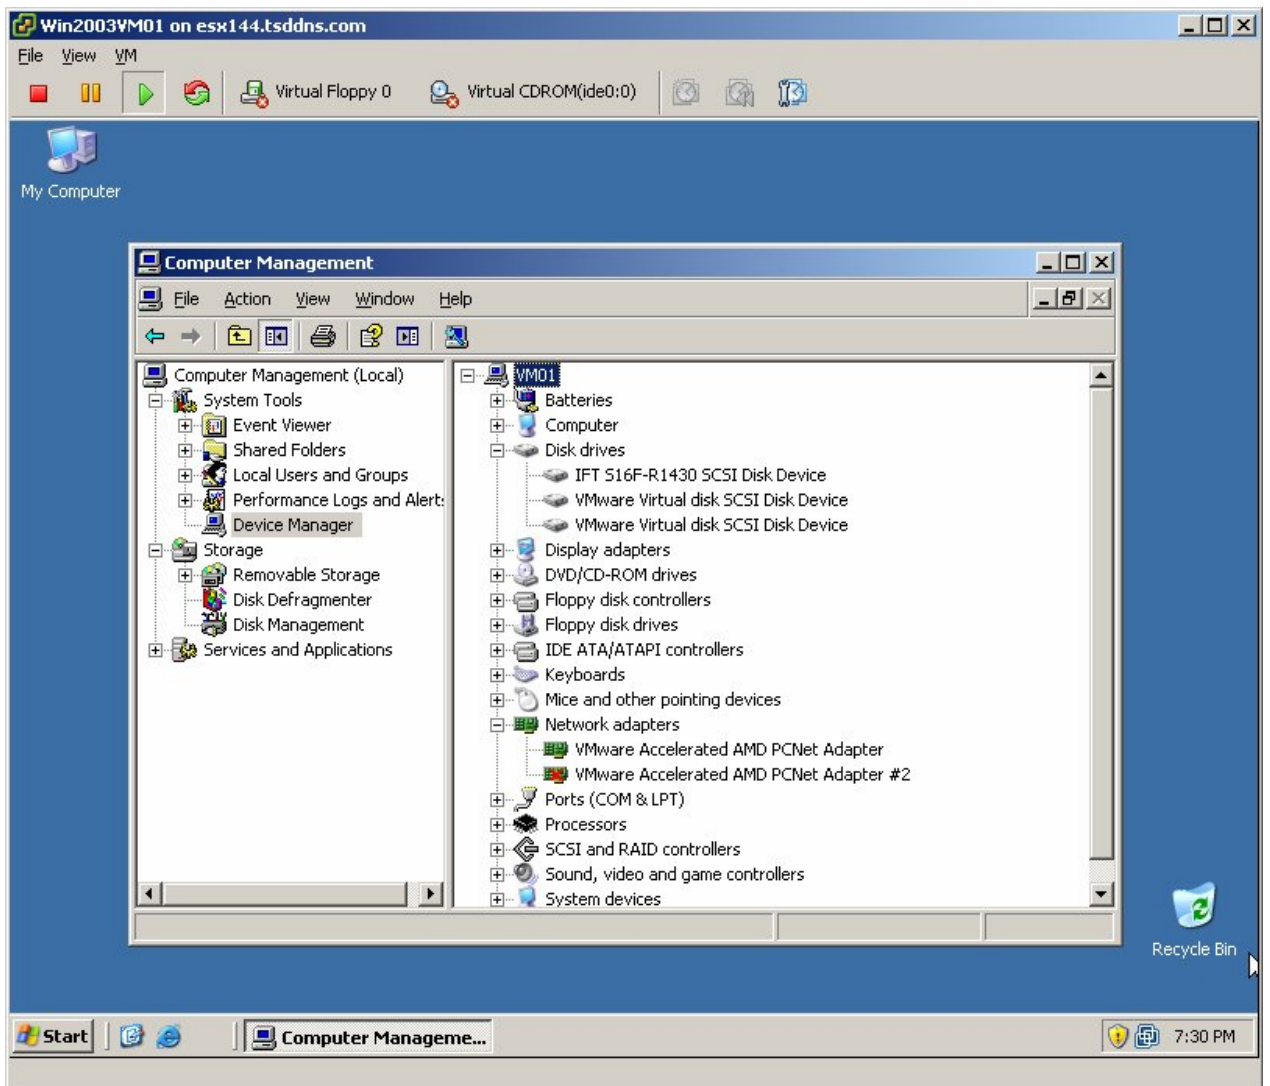 Win2003VM01 on esx144.tsddns.com
File View VM
Virtual Floppy 0 Virtual CDROM(ide0:0)
My Computer
Computer Management
File Action View Window Help
Computer Management (Local)
System Tools
Event Viewer
Shared Folders
Local Users and Groups
Performance Logs and Alert:
Device Manager
Storage
Removable Storage
Disk Defragmenter
Disk Management
Services and Applications
VM01
Batteries
Computer
Disk drives
IFT S16F-R1430 SCSI Disk Device
VMware Virtual disk SCSI Disk Device
VMware Virtual disk SCSI Disk Device
Display adapters
DVD/CD-ROM drives
Floppy disk controllers
Floppy disk drives
IDE ATA/ATAPI controllers
Keyboards
Mice and other pointing devices
Network adapters
VMware Accelerated AMD PCNet Adapter
VMware Accelerated AMD PCNet Adapter #2
Ports (COM & LPT)
Processors
SCSI and RAID controllers
Sound, video and game controllers
System devices
Recycle Bin
Start Computer Manageme... 7:30 PM